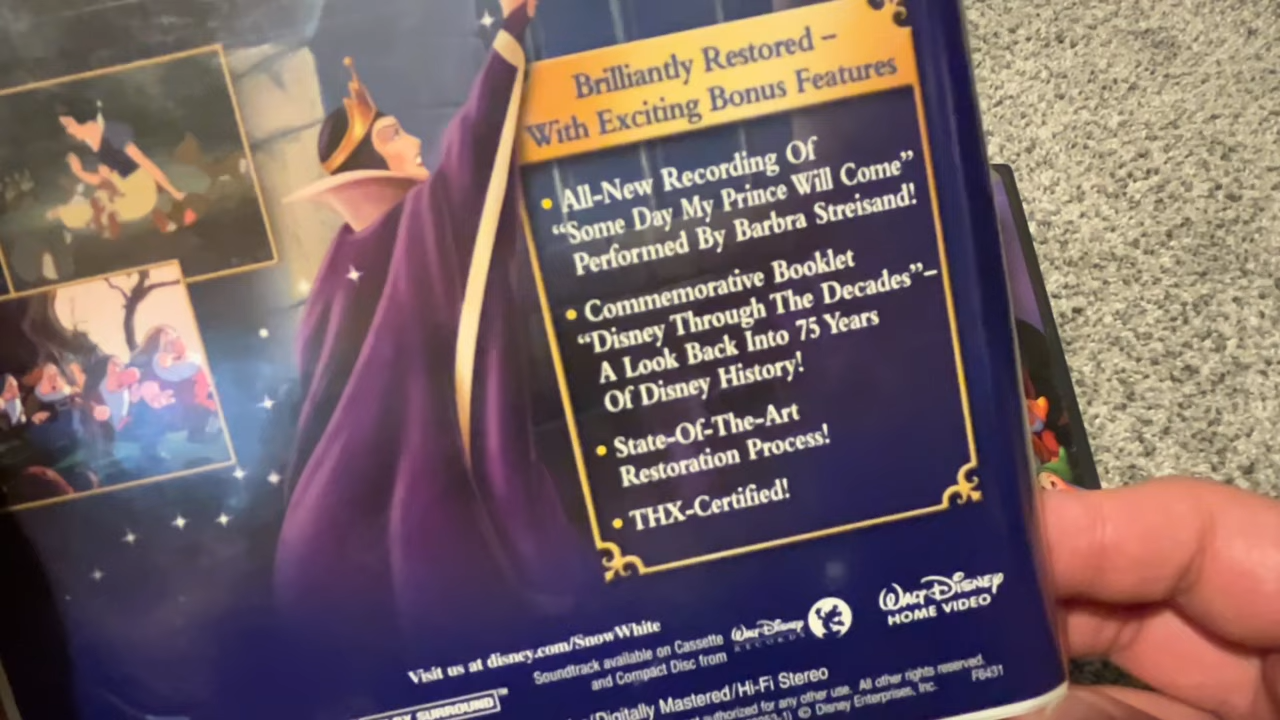 Brilliantly Restored –
With Exciting Bonus Features
• All-New Recording Of
“Some Day My Prince Will Come”
Performed By Barbra Streisand!
• Commemorative Booklet
“Disney Through The Decades”–
A Look Back Into 75 Years
Of Disney History!
• State-Of-The-Art
Restoration Process!
• THX-Certified!
Visit us at disney.com/SnowWhite
Soundtrack available on Cassette
and Compact Disc from
Walt Disney
RECORDS
Walt Disney
HOME VIDEO
SURROUND™
/Digitally Mastered/Hi-Fi Stereo
authorized for any other use. All other rights reserved.
© Disney Enterprises, Inc.
F6431